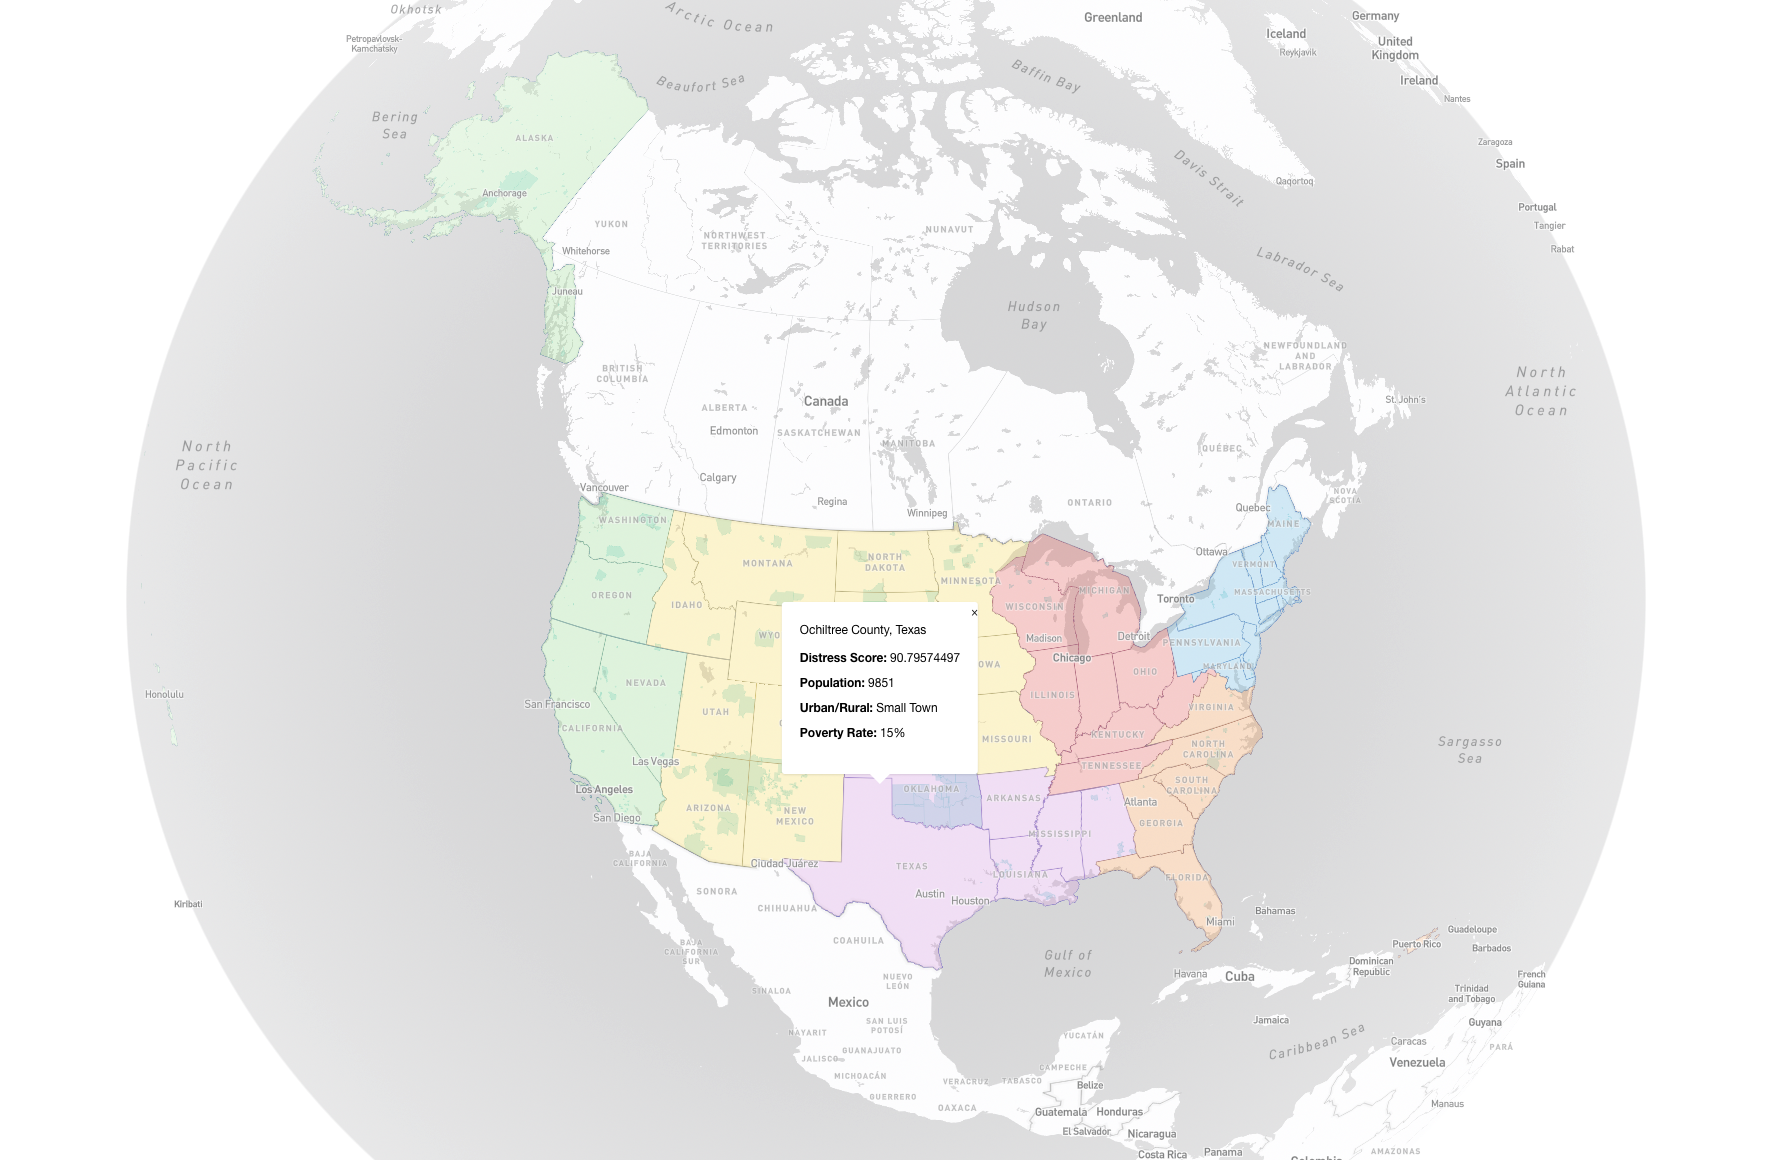 Okhotsk
Arctic Ocean
Greenland
Germany
Iceland
Reykjavik
United
Kingdom
Petropavlovsk-
Kamchatsky
Beaufort Sea
Baffin Bay
Ireland
Nantes
Bering
Sea
ALASKA
Zaragoza
Spain
Davis Strait
Anchorage
Qaqortoq
Portugal
Tangier
Rabat
YUKON
Whitehorse
NORTHWEST
TERRITORIES
NUNAVUT
Labrador Sea
Juneau
Hudson
Bay
NEWFOUNDLAND
AND
LABRADOR
BRITISH
COLUMBIA
North
Atlantic
Ocean
St. John's
Canada
ALBERTA
Edmonton
SASKATCHEWAN
MANITOBA
QUÉBEC
North
Pacific
Ocean
Calgary
Vancouver
Regina
Winnipeg
ONTARIO
NOVA
SCOTIA
Quebec
MAINE
WASHINGTON
Ottawa
VERMONT
MONTANA
NORTH
DAKOTA
MINNESOTA
OREGON
IDAHO
WISCONSIN
MICHIGAN
Toronto
MASSACHUSETTS
×
Ochiltree County, Texas
Distress Score: 90.79574497
Population: 9851
Urban/Rural: Small Town
Poverty Rate: 15%
WYO
OWA
Madison
Detroit
Chicago
PENNSYLVANIA
MARYLAND
OHIO
NEVADA
Honolulu
San Francisco
CALIFORNIA
UTAH
C
ILLINOIS
VIRGINIA
MISSOURI
KENTUCKY
NORTH
CAROLINA
Sargasso
Sea
Las Vegas
TENNESSEE
Los Angeles
San Diego
ARIZONA
NEW
MEXICO
OKLAHOMA
ARKANSAS
SOUTH
CAROLINA
Atlanta
GEORGIA
MISSISSIPPI
BAJA
CALIFORNIA
Ciudad Juárez
TEXAS
LOUISIANA
FLORIDA
SONORA
Austin
Houston
Kiribati
CHIHUAHUA
Miami
Bahamas
COAHUILA
BAJA
CALIFORNIA
SUR
Gulf of
Mexico
Puerto Rico
Guadeloupe
Barbados
NUEVO
LEÓN
Havana
Cuba
Dominican
Republic
French
Guiana
SINALOA
Mexico
Trinidad
and Tobago
NAYARIT
SAN LUIS
POTOSÍ
YUCATÁN
Jamaica
Guyana
Caribbean Sea
Caracas
PARÁ
JALISCO
GUANAJUATO
Venezuela
MICHOACÁN
VERACRUZ
TABASCO
CAMPECHE
Belize
GUERRERO
OAXACA
Guatemala
Honduras
Manaus
El Salvador
Nicaragua
Costa Rica
Panama
Colombia
AMAZONAS